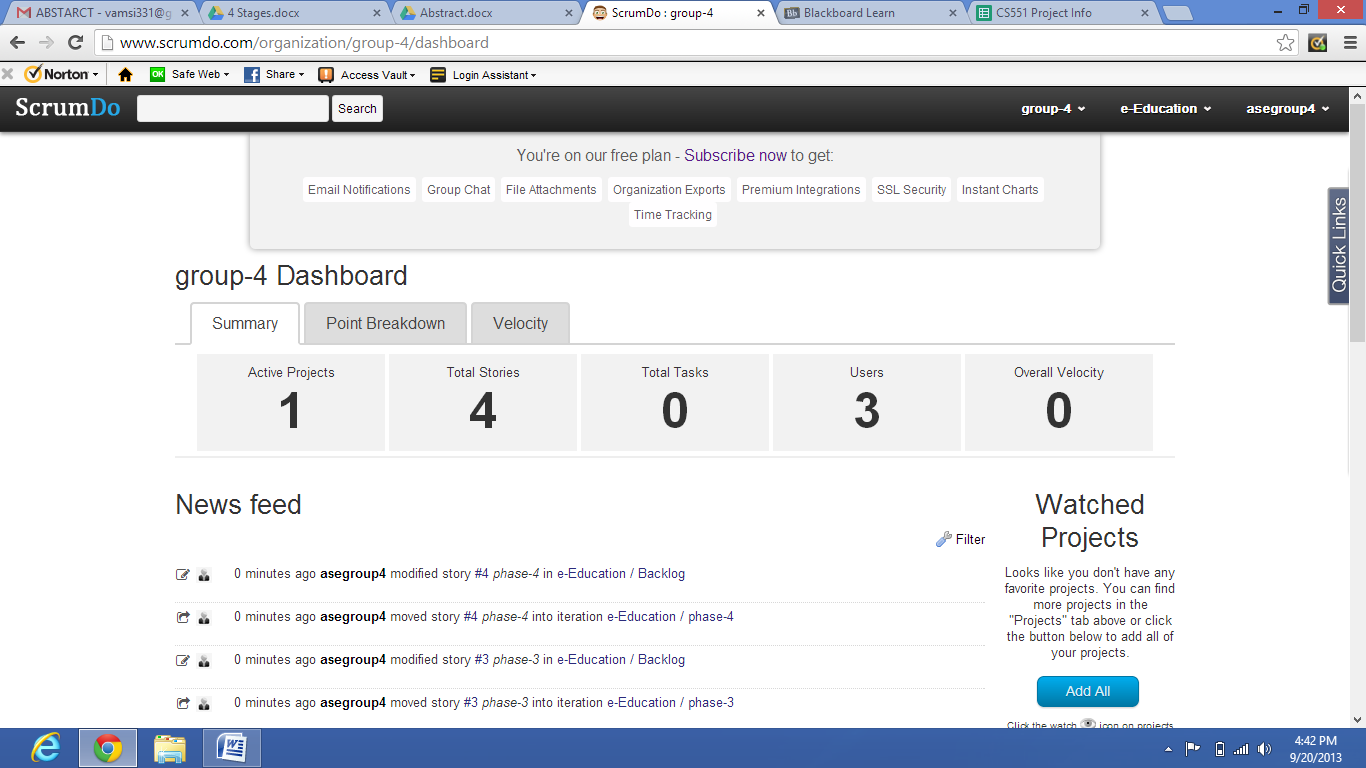 ABSTARCT - vamsi331@g
4 Stages.docx
Abstract.docx
ScrumDo : group-4
Blackboard Learn
CS551 Project Info
www.scrumdo.com/organization/group-4/dashboard
Norton
OK Safe Web
Share
Access Vault
Login Assistant
ScrumDo
Search
group-4
e-Education
asegroup4
You're on our free plan - Subscribe now to get:
Email Notifications Group Chat File Attachments Organization Exports Premium Integrations SSL Security Instant Charts
Time Tracking
Quick Links
group-4 Dashboard
Summary Point Breakdown Velocity
Active Projects Total Stories Total Tasks Users Overall Velocity
1 4 0 3 0
News feed
Filter
0 minutes ago asegroup4 modified story #4 phase-4 in e-Education / Backlog
0 minutes ago asegroup4 moved story #4 phase-4 into iteration e-Education / phase-4
0 minutes ago asegroup4 modified story #3 phase-3 in e-Education / Backlog
0 minutes ago asegroup4 moved story #3 phase-3 into iteration e-Education / phase-3
Watched
Projects
Looks like you don't have any
favorite projects. You can find
more projects in the
"Projects" tab above or click
the button below to add all of
your projects.
Add All
Click the watch icon on projects
4:42 PM
9/20/2013